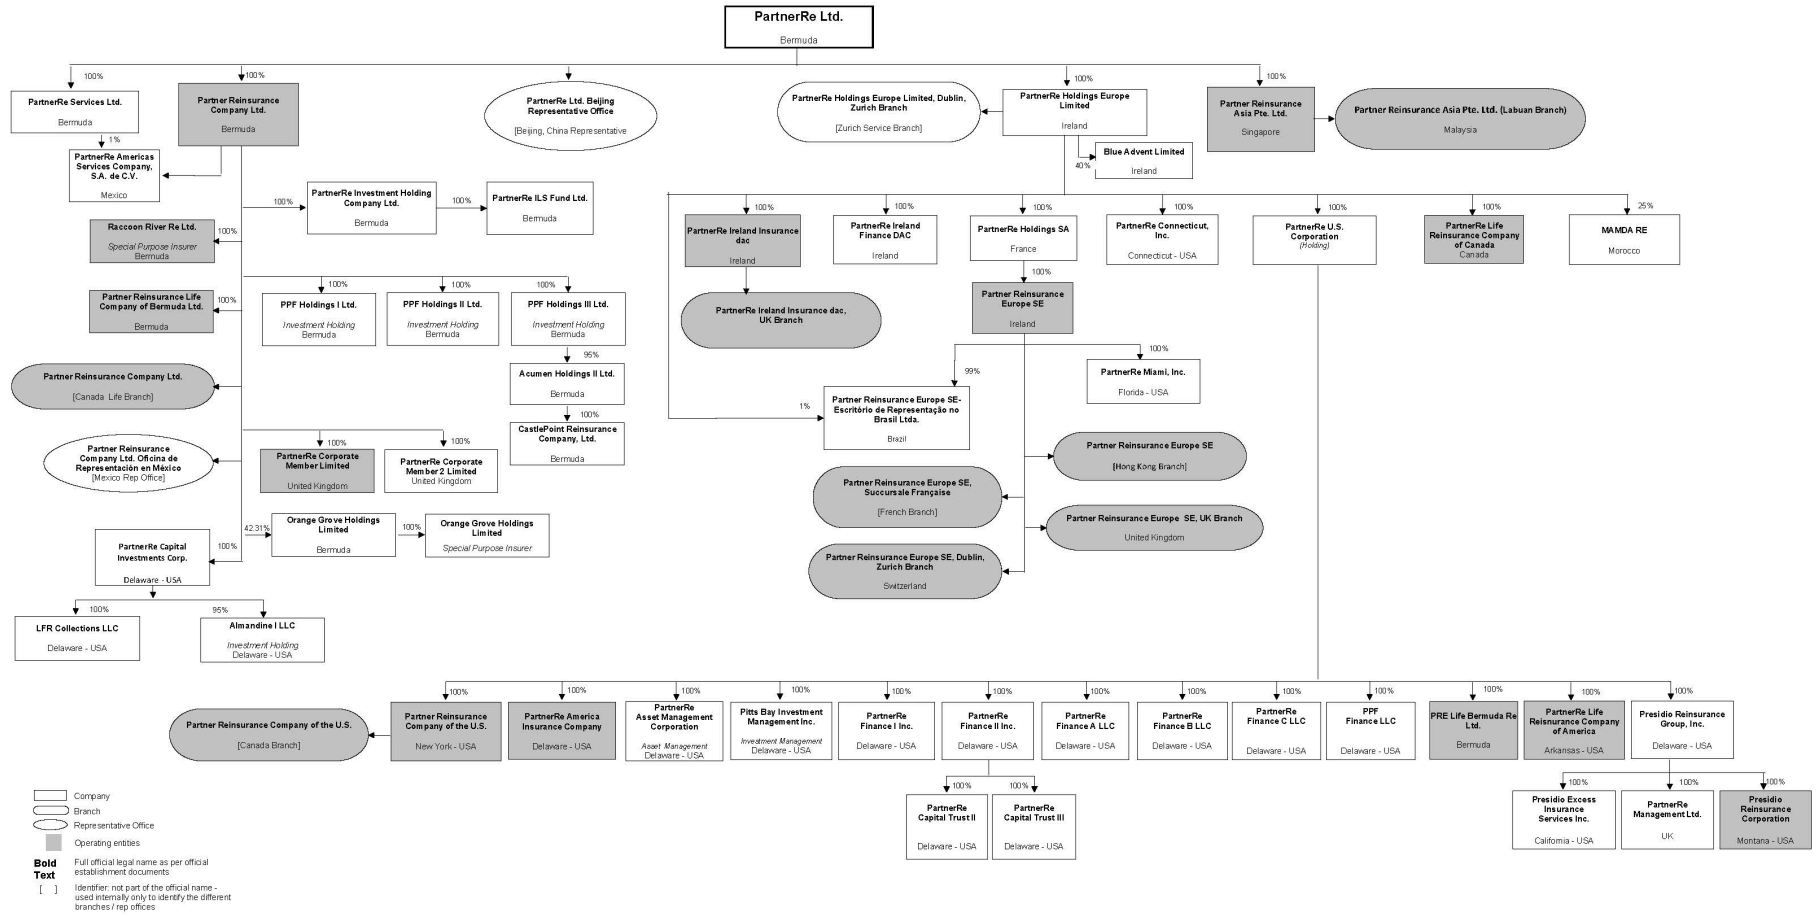 PartnerRe Ltd.
Bermuda
100%
100%
100%
100%
PartnerRe Services Ltd.
Bermuda
1%
Partner Reinsurance
Company Ltd.
Bermuda
PartnerRe Americas
Services Company,
S.A. de C.V.
Mexico
PartnerRe Ltd. Beijing
Representative Office
[Beijing, China Representative
PartnerRe Holdings Europe Limited, Dublin,
Zurich Branch
[Zurich Service Branch]
PartnerRe Holdings Europe
Limited
Ireland
40%
Blue Advent Limited
Ireland
Partner Reinsurance
Asia Pte. Ltd.
Singapore
Partner Reinsurance Asia Pte. Ltd. (Labuan Branch)
Malaysia
100%
PartnerRe Investment Holding
Company Ltd.
Bermuda
100%
PartnerRe ILS Fund Ltd.
Bermuda
Raccoon River Re Ltd.
Special Purpose Insurer
Bermuda
100%
Partner Reinsurance Life
Company of Bermuda Ltd.
Bermuda
100%
100%
PPF Holdings I Ltd.
Investment Holding
Bermuda
100%
PPF Holdings II Ltd.
Investment Holding
Bermuda
100%
PPF Holdings III Ltd.
Investment Holding
Bermuda
95%
Acumen Holdings II Ltd.
Bermuda
100%
CastlePoint Reinsurance
Company, Ltd.
Bermuda
Partner Reinsurance Company Ltd.
[Canada Life Branch]
Partner Reinsurance
Company Ltd. Oficina de
Representación en México
[Mexico Rep Office]
100%
PartnerRe Corporate
Member Limited
United Kingdom
100%
PartnerRe Corporate
Member 2 Limited
United Kingdom
42.31%
Orange Grove Holdings
Limited
Bermuda
100%
Orange Grove Holdings
Limited
Special Purpose Insurer
PartnerRe Capital
Investments Corp.
Delaware - USA
100%
100%
LFR Collections LLC
Delaware - USA
95%
Almandine I LLC
Investment Holding
Delaware - USA
100%
PartnerRe Ireland Insurance
dac
Ireland
PartnerRe Ireland Insurance dac,
UK Branch
100%
PartnerRe Ireland
Finance DAC
Ireland
100%
PartnerRe Holdings SA
France
100%
Partner Reinsurance
Europe SE
Ireland
100%
PartnerRe Connecticut,
Inc.
Connecticut - USA
100%
PartnerRe U.S.
Corporation
(Holding)
100%
PartnerRe Life
Reinsurance Company
of Canada
Canada
25%
MAMDA RE
Morocco
99%
1%
Partner Reinsurance Europe SE-
Escritório de Representação no
Brasil Ltda.
Brazil
100%
PartnerRe Miami, Inc.
Florida - USA
Partner Reinsurance Europe SE
[Hong Kong Branch]
Partner Reinsurance Europe SE,
Succursale Française
[French Branch]
Partner Reinsurance Europe SE, UK Branch
United Kingdom
Partner Reinsurance Europe SE, Dublin,
Zurich Branch
Switzerland
Partner Reinsurance Company of the U.S.
[Canada Branch]
100%
Partner Reinsurance
Company of the U.S.
New York - USA
100%
PartnerRe America
Insurance Company
Delaware - USA
100%
PartnerRe
Asset Management
Corporation
Asset Management
Delaware - USA
100%
Pitts Bay Investment
Management Inc.
Investment Management
Delaware - USA
100%
PartnerRe
Finance I Inc.
Delaware - USA
100%
PartnerRe
Finance II Inc.
Delaware - USA
100%
PartnerRe
Finance A LLC
Delaware - USA
100%
PartnerRe
Finance B LLC
Delaware - USA
100%
PartnerRe
Finance C LLC
Delaware - USA
100%
PPF
Finance LLC
Delaware - USA
100%
PRE Life Bermuda Re
Ltd.
Bermuda
100%
PartnerRe Life
Reisnurance Company
of America
Arkansas - USA
100%
Presidio Reinsurance
Group, Inc.
Delaware - USA
100%
PartnerRe
Capital Trust II
Delaware - USA
100%
PartnerRe
Capital Trust III
Delaware - USA
100%
Presidio Excess
Insurance
Services Inc.
California - USA
100%
PartnerRe
Management Ltd.
UK
100%
Presidio
Reinsurance
Corporation
Montana - USA
Company
Branch
Representative Office
Operating entities
Bold
Text
Full official legal name as per official
establishment documents
[ ]
Identifier: not part of the official name -
used internally only to identify the different
branches / rep offices